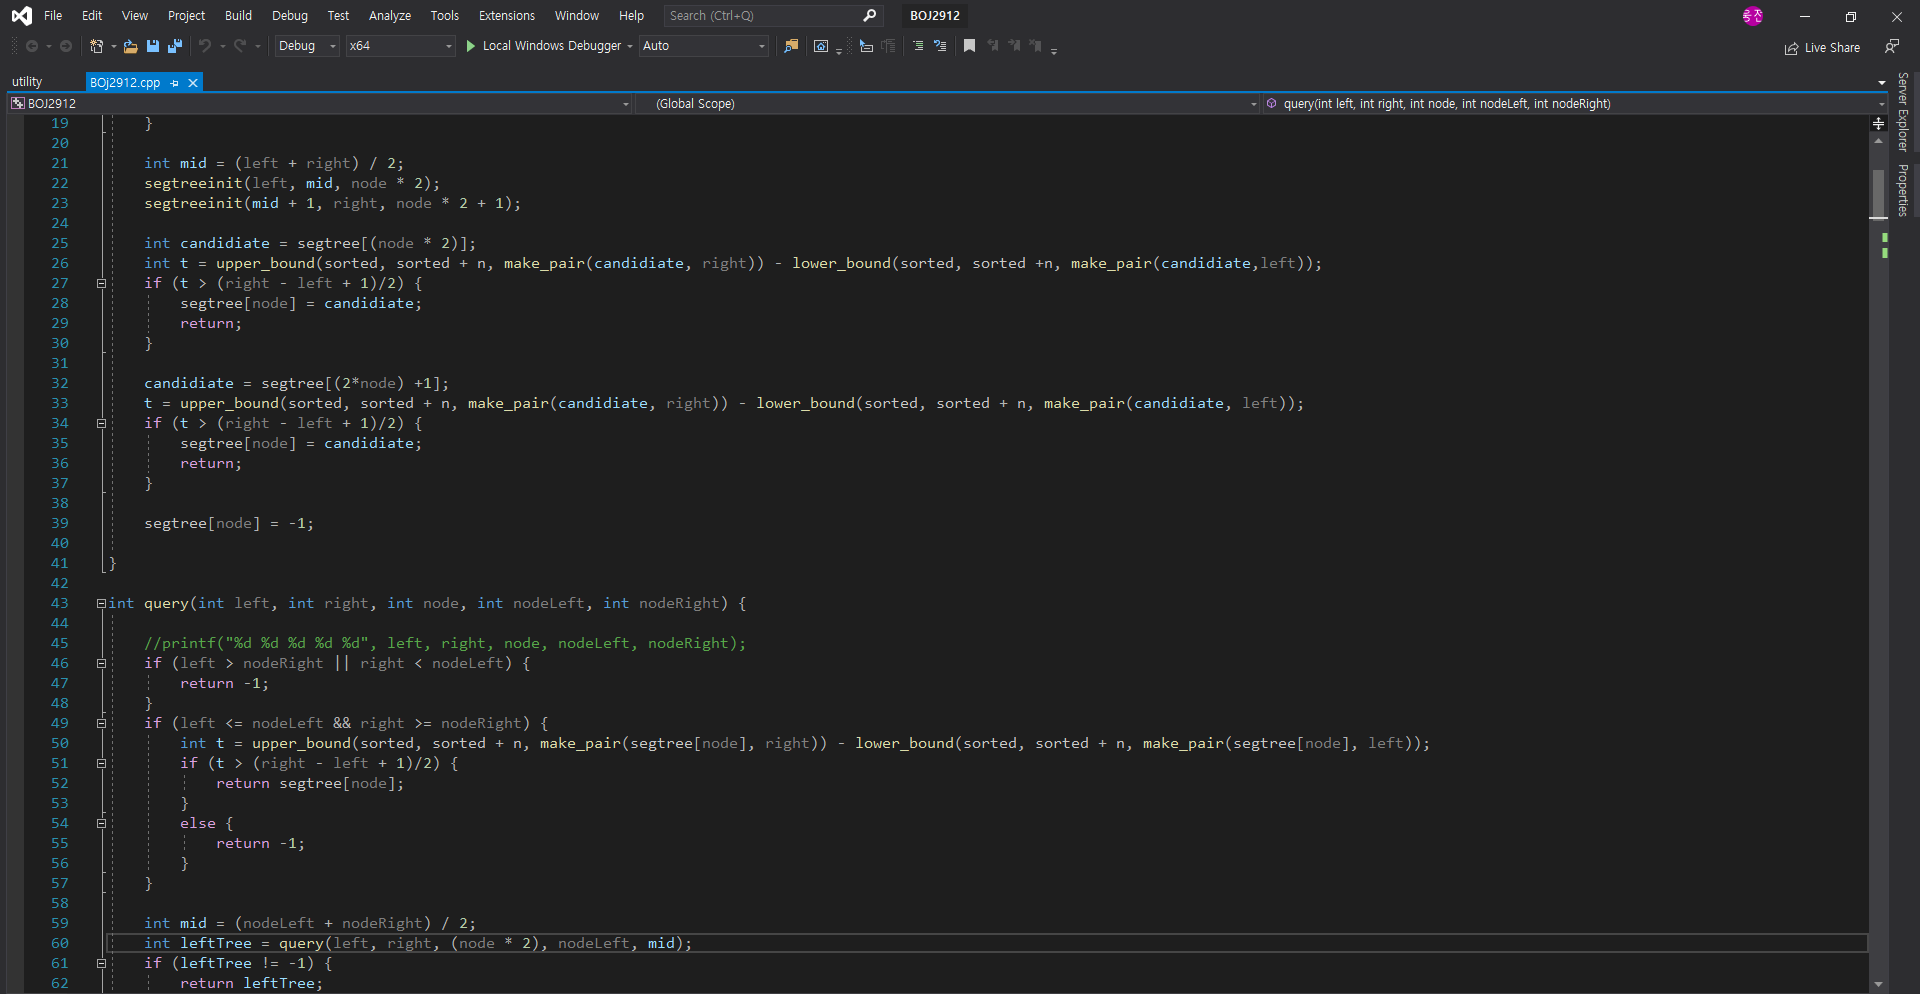 File Edit View Project Build Debug Test Analyze Tools Extensions Window Help Search (Ctrl+Q) BOJ2912
Debug x64 Local Windows Debugger Auto Live Share
utility BOj2912.cpp
BOJ2912 (Global Scope) query(int left, int right, int node, int nodeLeft, int nodeRight)
Server Explorer
Properties
19 }
20
21 int mid = (left + right) / 2;
22 segtreeinit(left, mid, node * 2);
23 segtreeinit(mid + 1, right, node * 2 + 1);
24
25 int candidiate = segtree[(node * 2)];
26 int t = upper_bound(sorted, sorted + n, make_pair(candidiate, right)) - lower_bound(sorted, sorted +n, make_pair(candidiate,left));
27 if (t > (right - left + 1)/2) {
28 segtree[node] = candidiate;
29 return;
30 }
31
32 candidiate = segtree[(2*node) +1];
33 t = upper_bound(sorted, sorted + n, make_pair(candidiate, right)) - lower_bound(sorted, sorted + n, make_pair(candidiate, left));
34 if (t > (right - left + 1)/2) {
35 segtree[node] = candidiate;
36 return;
37 }
38
39 segtree[node] = -1;
40
41 }
42
43 int query(int left, int right, int node, int nodeLeft, int nodeRight) {
44
45 //printf("%d %d %d %d %d", left, right, node, nodeLeft, nodeRight);
46 if (left > nodeRight || right < nodeLeft) {
47 return -1;
48 }
49 if (left <= nodeLeft && right >= nodeRight) {
50 int t = upper_bound(sorted, sorted + n, make_pair(segtree[node], right)) - lower_bound(sorted, sorted + n, make_pair(segtree[node], left));
51 if (t > (right - left + 1)/2) {
52 return segtree[node];
53 }
54 else {
55 return -1;
56 }
57 }
58
59 int mid = (nodeLeft + nodeRight) / 2;
60 int leftTree = query(left, right, (node * 2), nodeLeft, mid);
61 if (leftTree != -1) {
62 return leftTree;